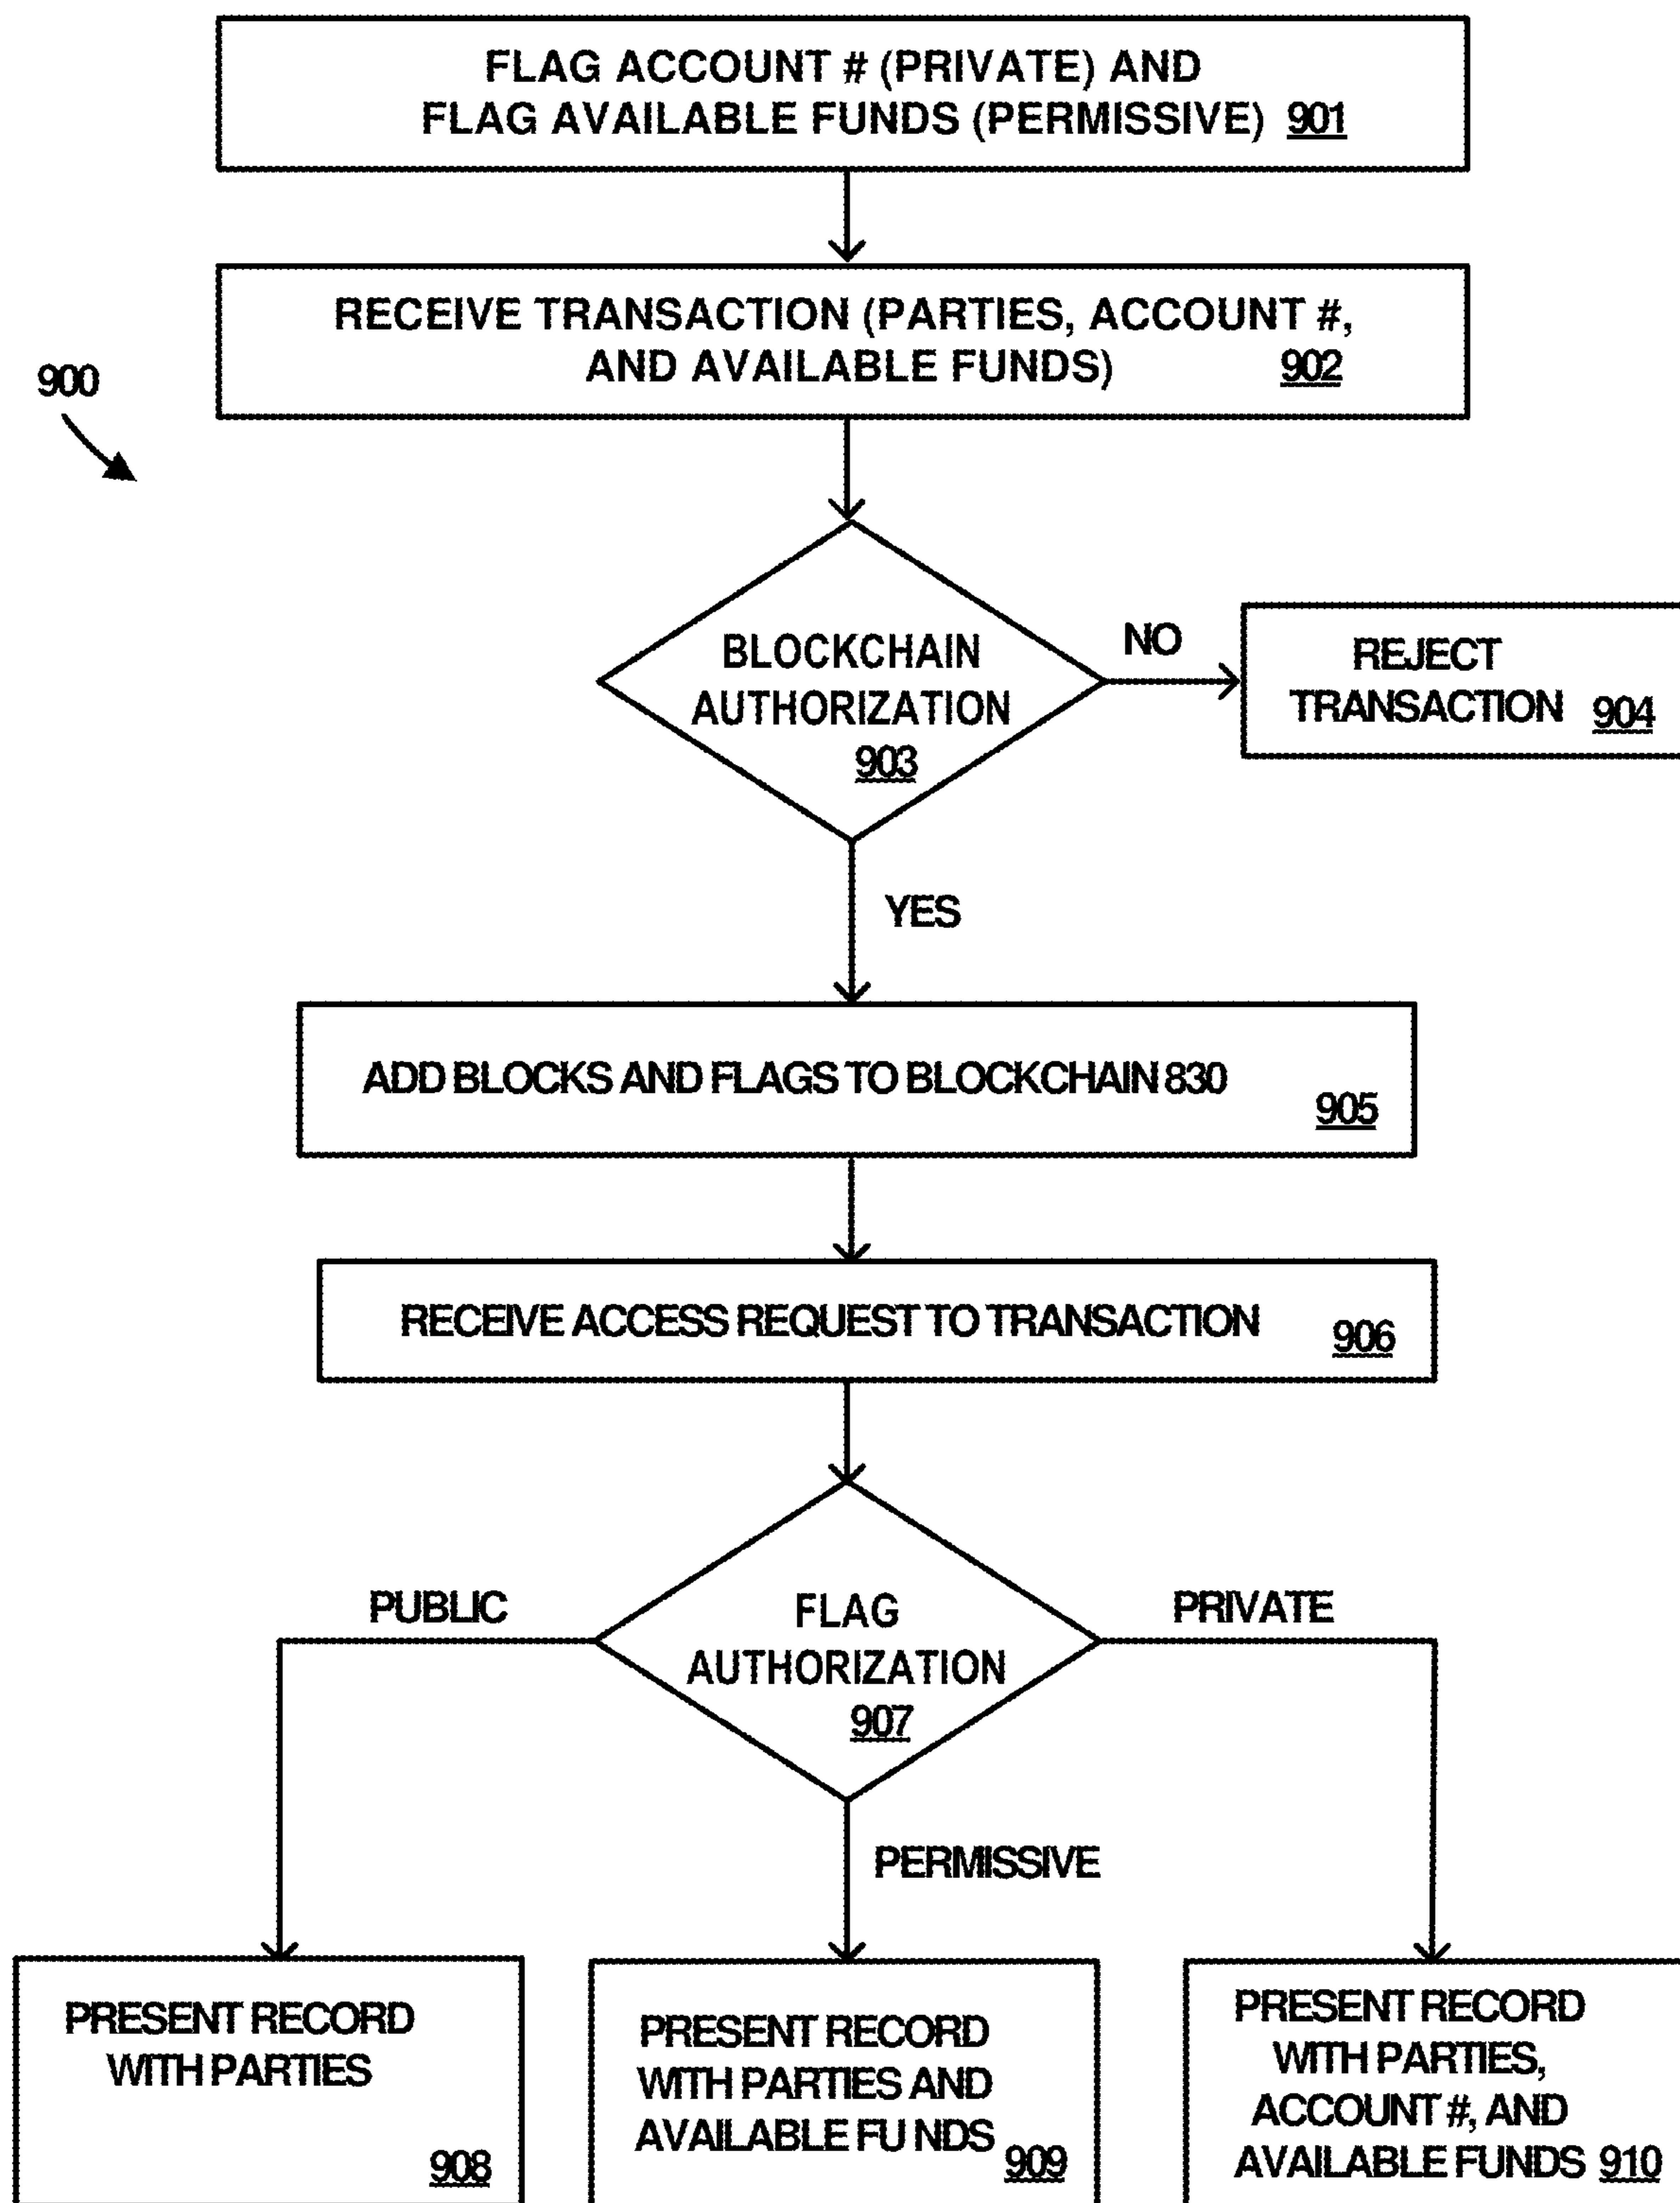 FLAG ACCOUNT # (PRIVATE) AND
FLAG AVAILABLE FUNDS (PERMISSIVE) 901
RECEIVE TRANSACTION (PARTIES, ACCOUNT #,
AND AVAILABLE FUNDS) 902
900
BLOCKCHAIN
AUTHORIZATION
903
NO
REJECT
TRANSACTION 904
YES
ADD BLOCKS AND FLAGS TO BLOCKCHAIN 830
905
RECEIVE ACCESS REQUEST TO TRANSACTION 906
FLAG
AUTHORIZATION
907
PUBLIC
PRIVATE
PERMISSIVE
PRESENT RECORD
WITH PARTIES
908
PRESENT RECORD
WITH PARTIES AND
AVAILABLE FU NDS 909
PRESENT RECORD
WITH PARTIES,
ACCOUNT #, AND
AVAILABLE FUNDS 910